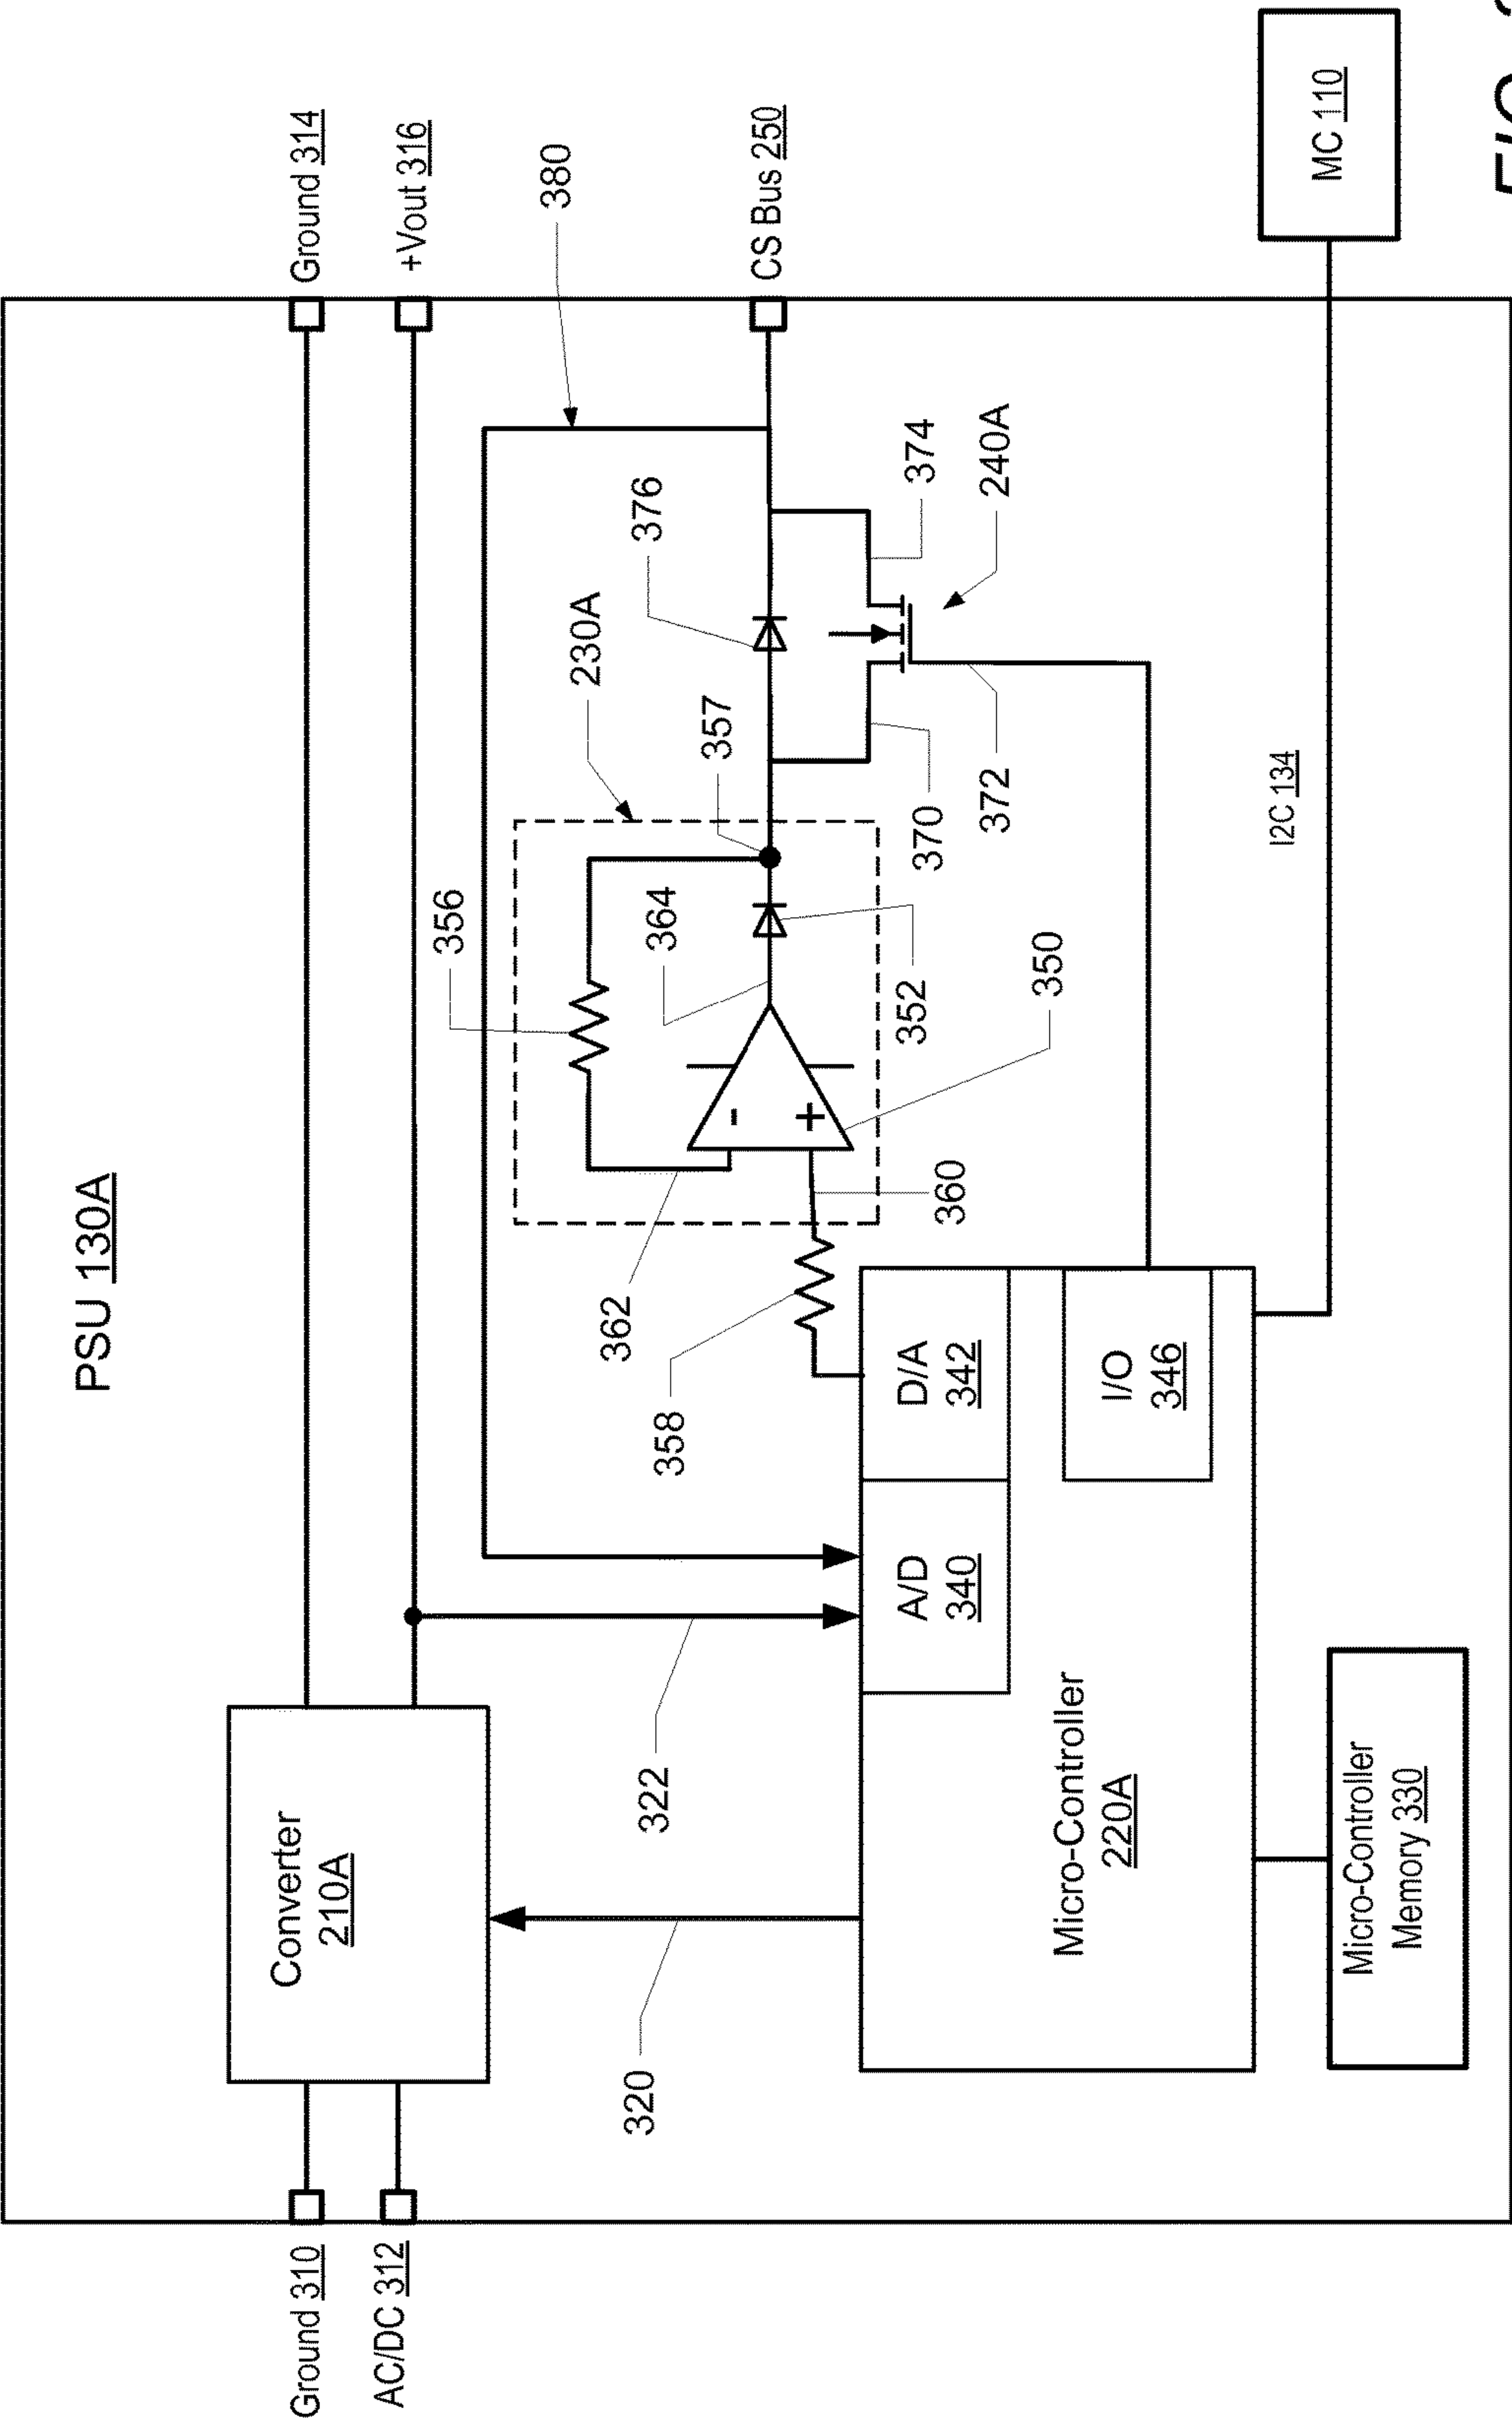 PSU 130A
Ground 310
AC/DC 312
Ground 314
+Vout 316
CS Bus 250
Converter
210A
320
322
380
356
230A
376
357
364
352
350
362
360
358
374
240A
370
372
A/D
340
D/A
342
I/O
346
Micro-Controller
220A
Micro-Controller
Memory 330
I2C 134
MC 110
-
+
FIG.